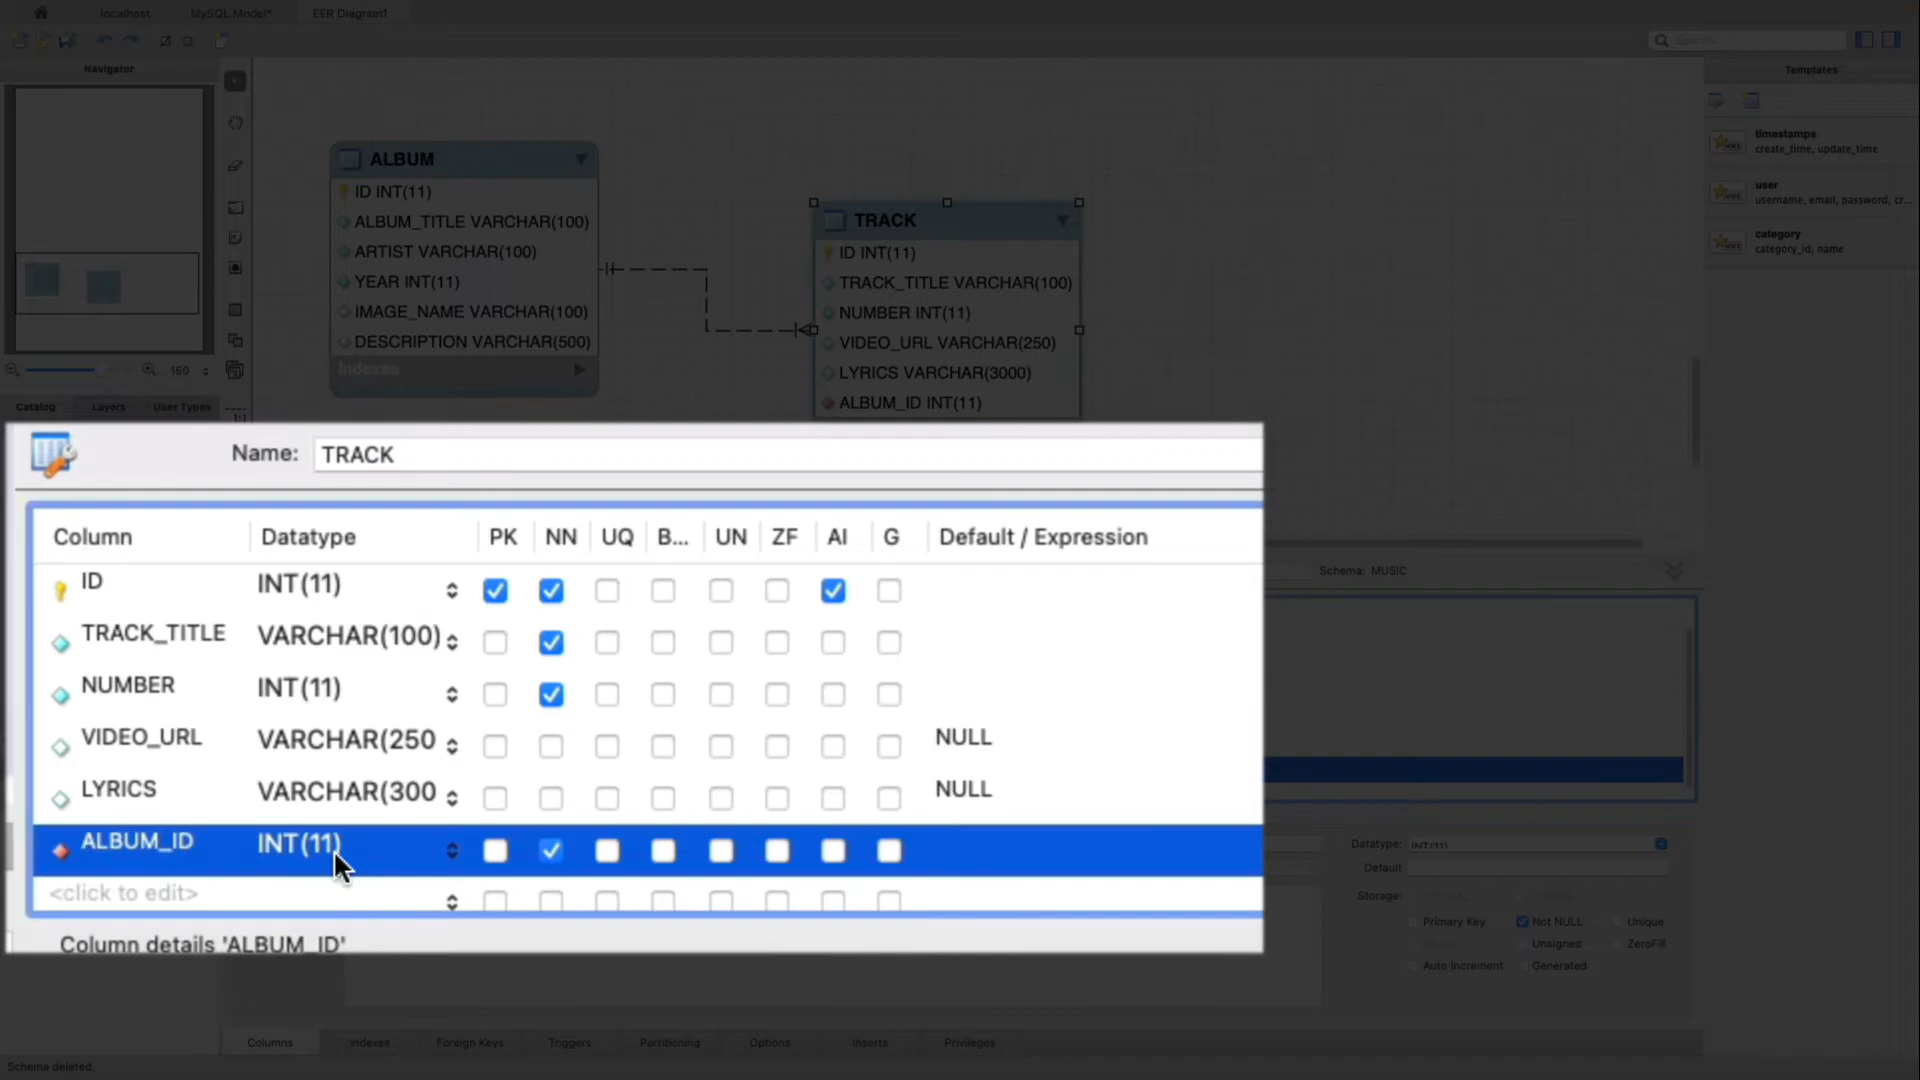 localhost
MySQL Model*
EER Diagram1
Navigator
Templates
timestamps
create_time, update_time
user
username, email, password, cr...
category
category_id, name
ALBUM
ID INT(11)
ALBUM_TITLE VARCHAR(100)
ARTIST VARCHAR(100)
YEAR INT(11)
IMAGE_NAME VARCHAR(100)
DESCRIPTION VARCHAR(500)
Indexes
TRACK
ID INT(11)
TRACK_TITLE VARCHAR(100)
NUMBER INT(11)
VIDEO_URL VARCHAR(250)
LYRICS VARCHAR(3000)
ALBUM_ID INT(11)
160
Catalog Layers User Types
1:1
Name: TRACK
Column Datatype PK NN UQ B... UN ZF AI G Default / Expression
ID INT(11)
TRACK_TITLE VARCHAR(100)
NUMBER INT(11)
VIDEO_URL VARCHAR(250 NULL
LYRICS VARCHAR(300 NULL
ALBUM_ID INT(11)
<click to edit>
Column details 'ALBUM_ID'
Schema: MUSIC
Datatype: INT(11)
Default
Storage:
Primary Key Not NULL Unique
Unsigned ZeroFill
Auto Increment Generated
Columns Indexes Foreign Keys Triggers Partitioning Options Inserts Privileges
Schema deleted.